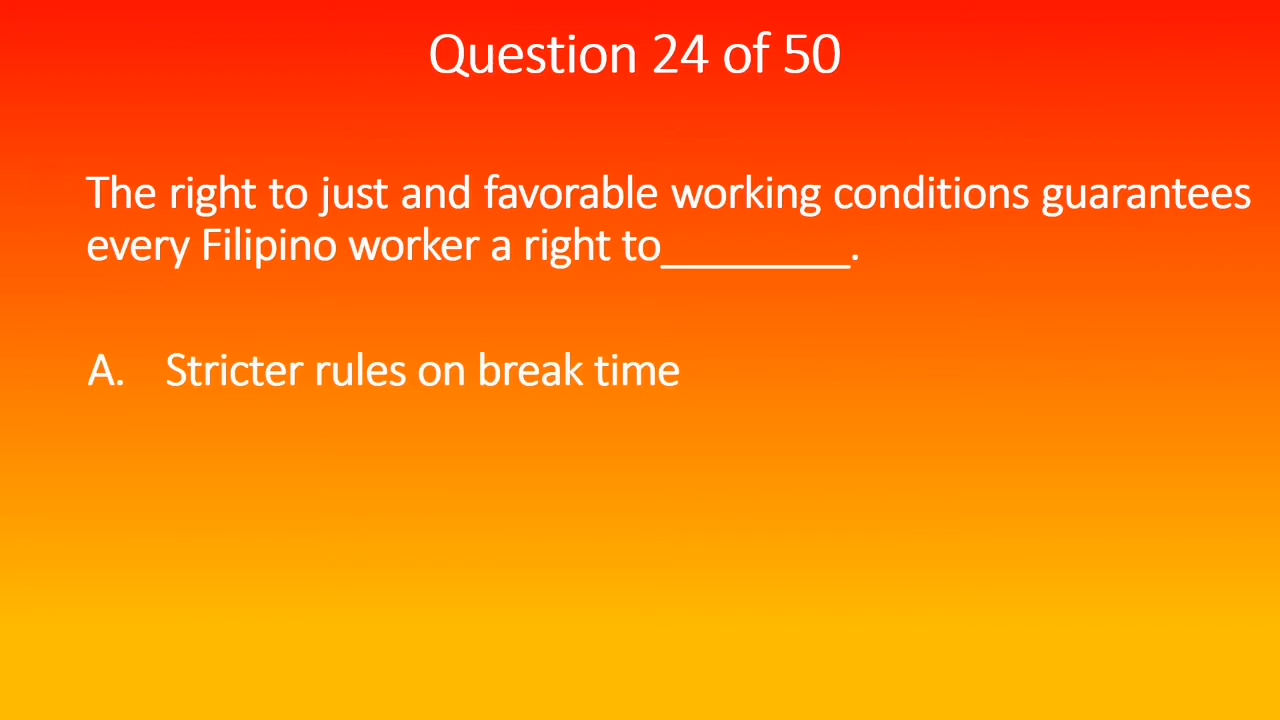 Question 24 of 50
The right to just and favorable working conditions guarantees
every Filipino worker a right to_________.
A. Stricter rules on break time